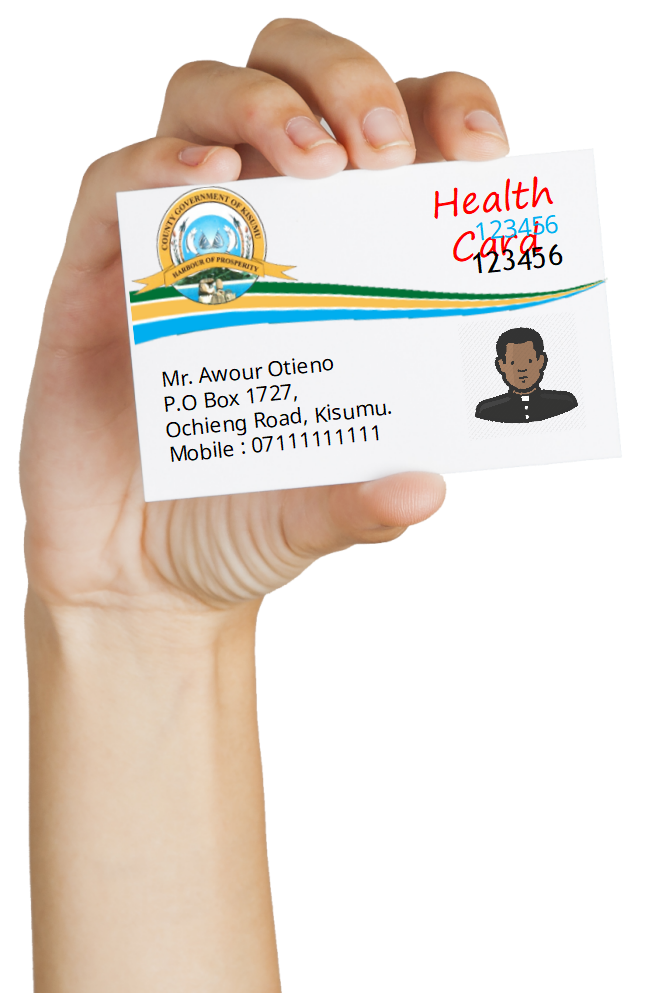 COUNTY GOVERNMENT OF KISUMU
HARBOUR OF PROSPERITY
Health
123456
Card
123456
Mr. Awour Otieno
P.O Box 1727,
Ochieng Road, Kisumu.
Mobile : 07111111111